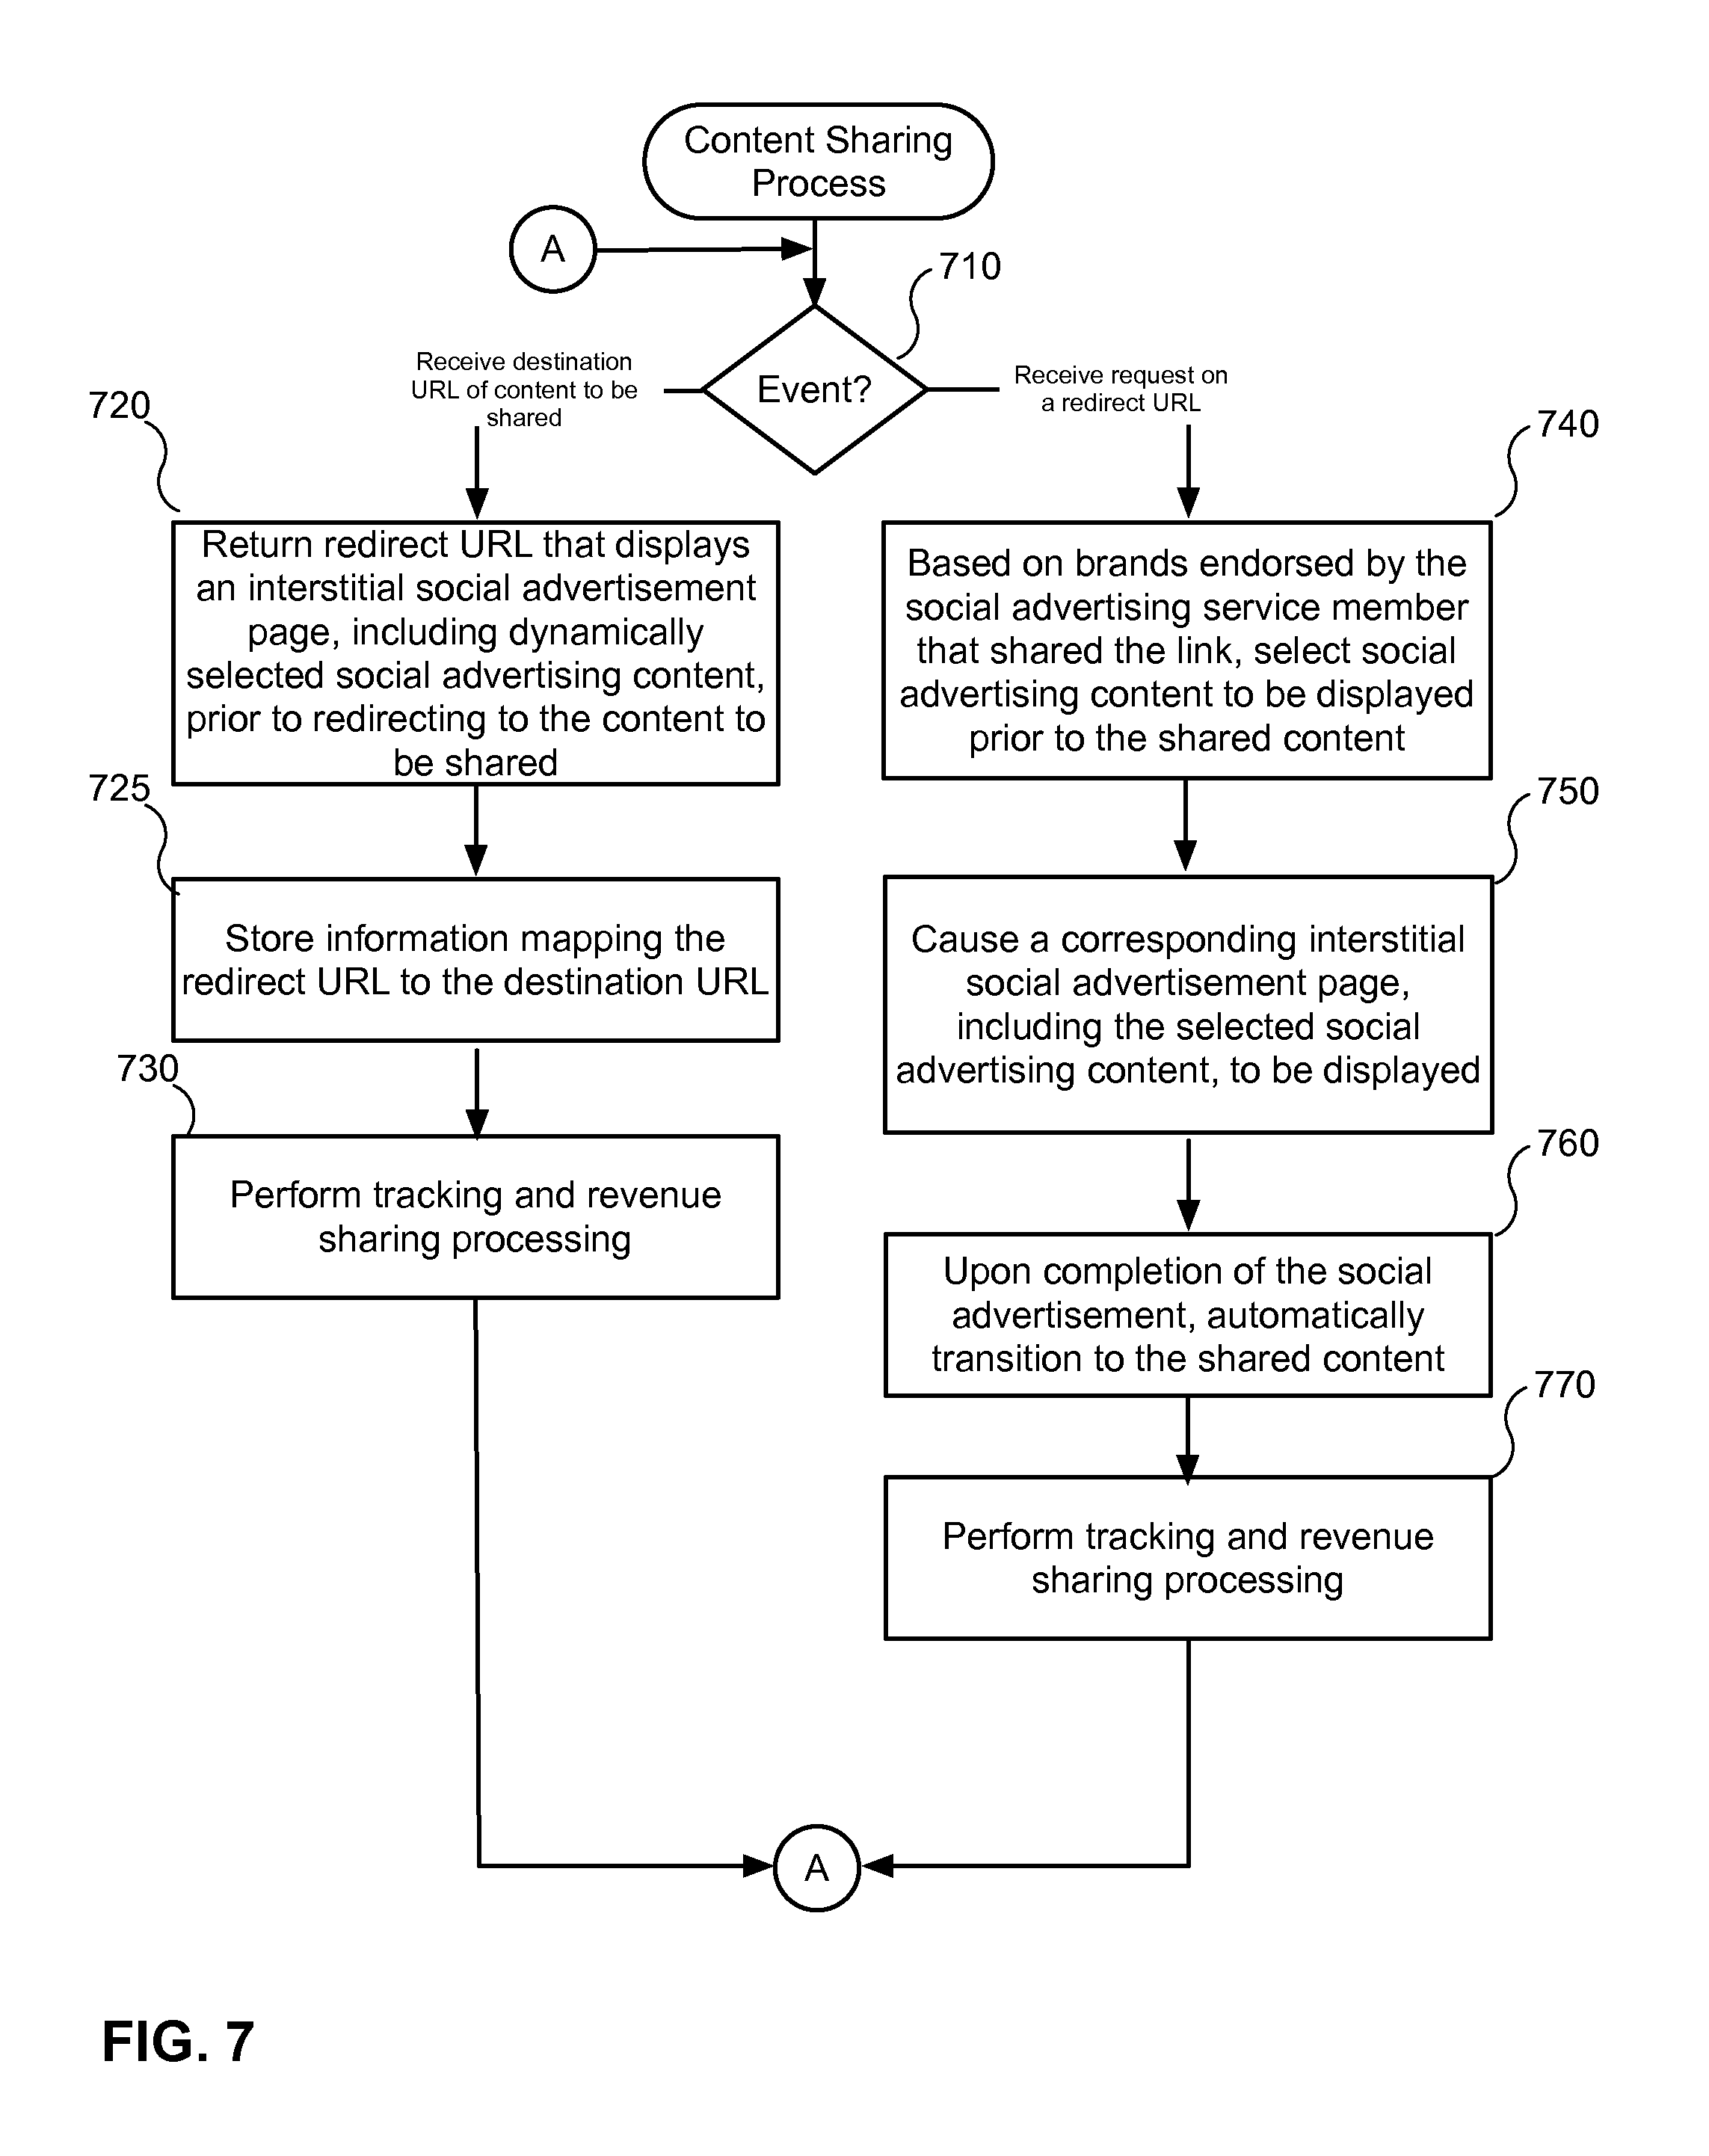 Content Sharing
Process
A
710
Event?
Receive destination
URL of content to be
shared
Receive request on
a redirect URL
720
Return redirect URL that displays
an interstitial social advertisement
page, including dynamically
selected social advertising content,
prior to redirecting to the content to
be shared
740
Based on brands endorsed by the
social advertising service member
that shared the link, select social
advertising content to be displayed
prior to the shared content
725
Store information mapping the
redirect URL to the destination URL
750
Cause a corresponding interstitial
social advertisement page,
including the selected social
advertising content, to be displayed
730
Perform tracking and revenue
sharing processing
760
Upon completion of the social
advertisement, automatically
transition to the shared content
770
Perform tracking and revenue
sharing processing
A
FIG. 7